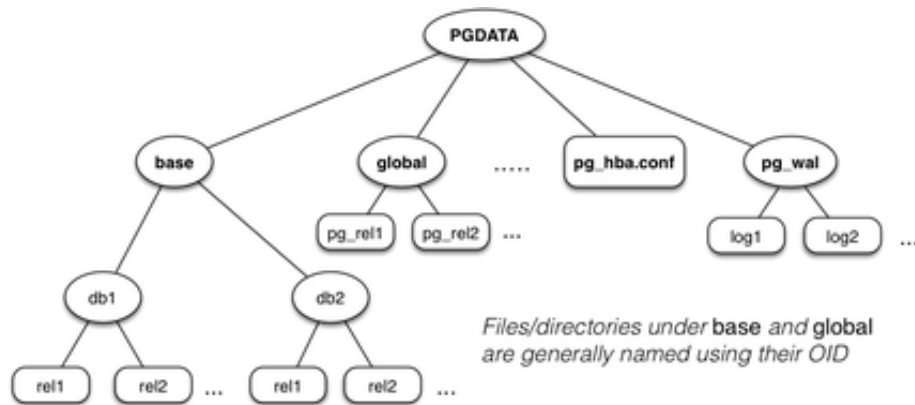 PGDATA
base
global
.....
pg_hba.conf
pg_wal
pg_rel1
pg_rel2
...
log1
log2
...
db1
db2
Files/directories under base and global
are generally named using their OID
rel1
rel2
...
rel1
rel2
...